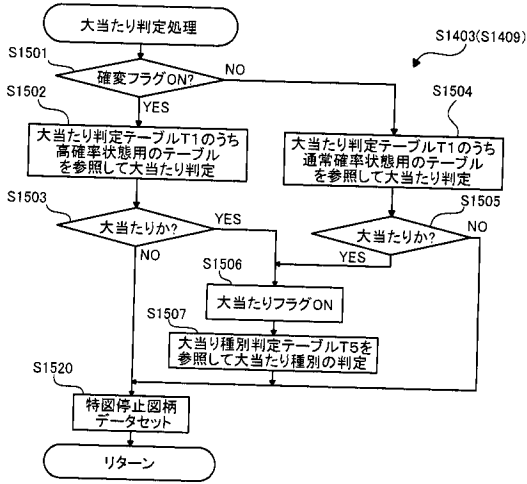 大当たり判定処理
S1403(S1409)
S1501
確変フラグON?
NO
YES
S1502
S1504
大当たり判定テーブルT1のうち
高確率状態用のテーブル
を参照して大当たり判定
大当たり判定テーブルT1のうち
通常確率状態用のテーブル
を参照して大当たり判定
S1503
S1505
大当たりか?
YES
NO
大当たりか?
NO
YES
S1506
大当たりフラグON
S1507
大当り種別判定テーブルT5を
参照して大当たり種別の判定
S1520
特図停止図柄
データセット
リターン